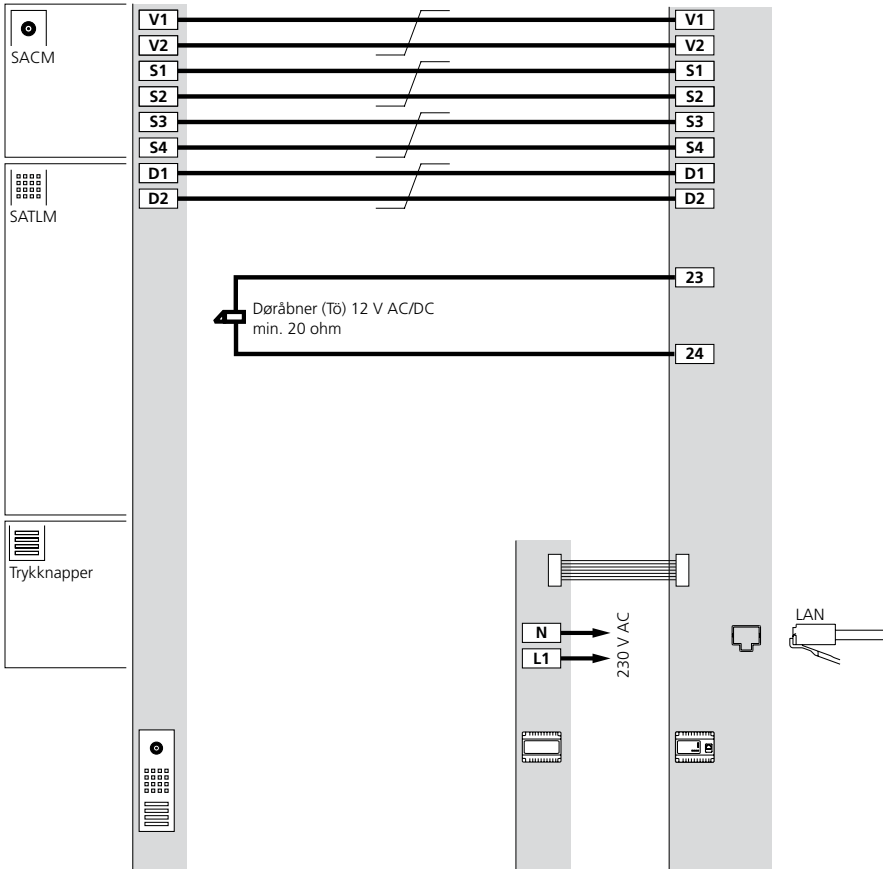 SACM
SATLM
Trykknapper
V1 V1
V2 V2
S1 S1
S2 S2
S3 S3
S4 S4
D1 D1
D2 D2
23
Døråbner (Tö) 12 V AC/DC
min. 20 ohm
24
N
L1
230 V AC
LAN